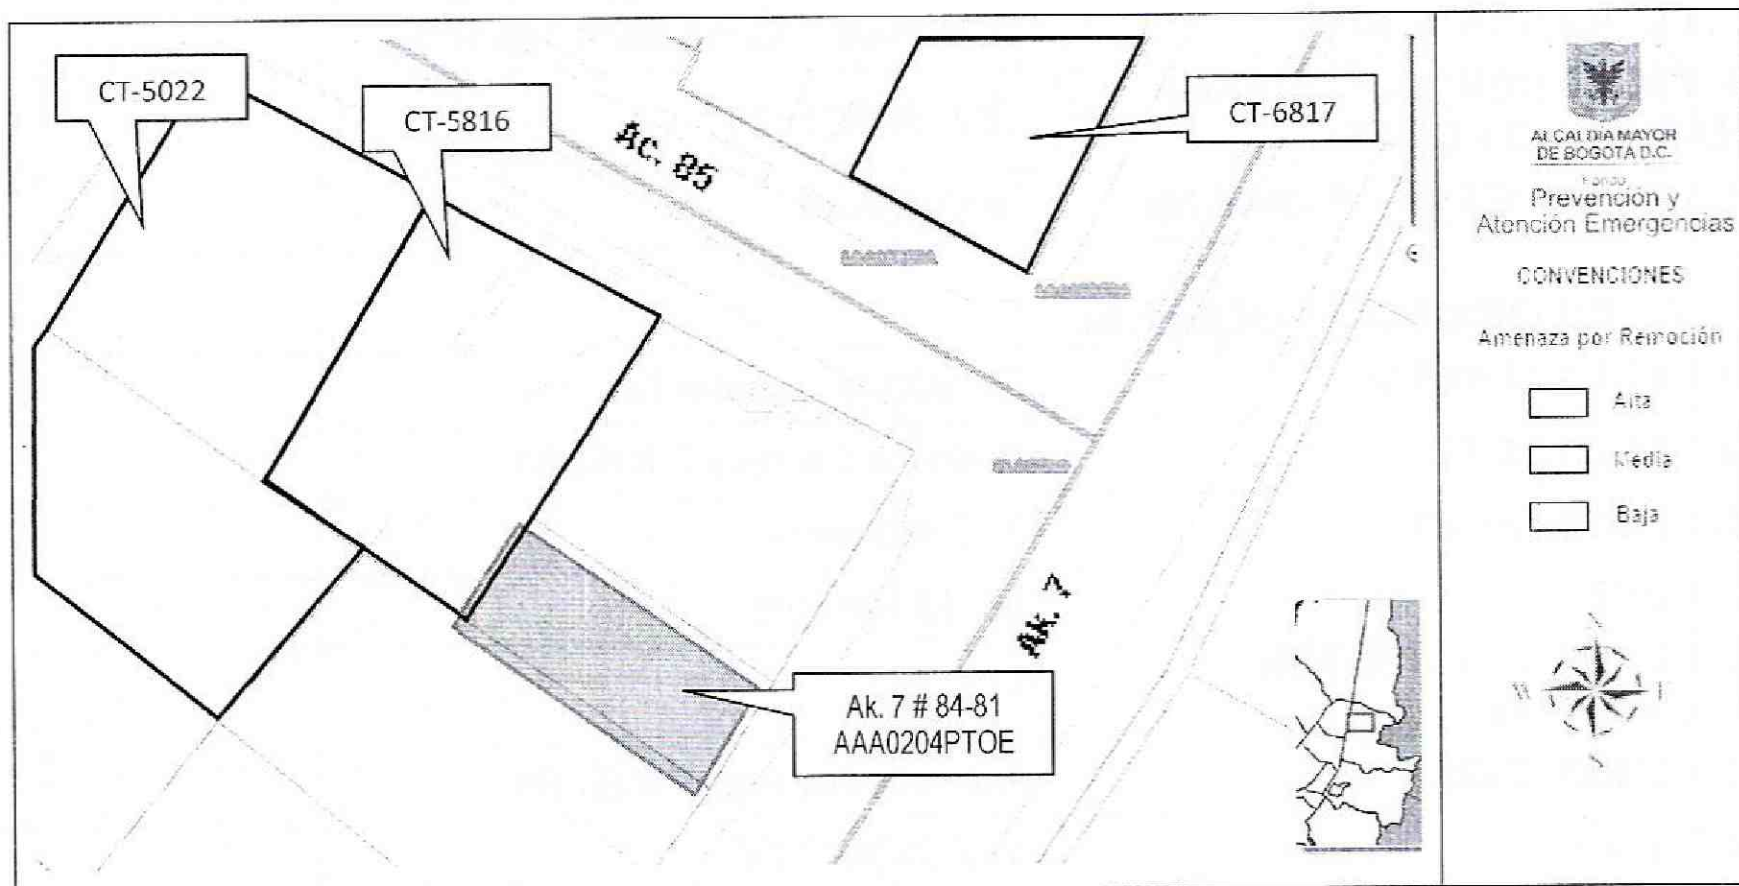 CT-5022
CT-5816
CT-6817
Ac. 85
Ak. 7
Ak. 7 # 84-81
AAA0204PTOE
ALCALDIA MAYOR
DE BOGOTA D.C.
Fondo
Prevención y
Atención Emergencias
CONVENCIONES
Amenaza por Remoción
Alta
Media
Baja
W
E